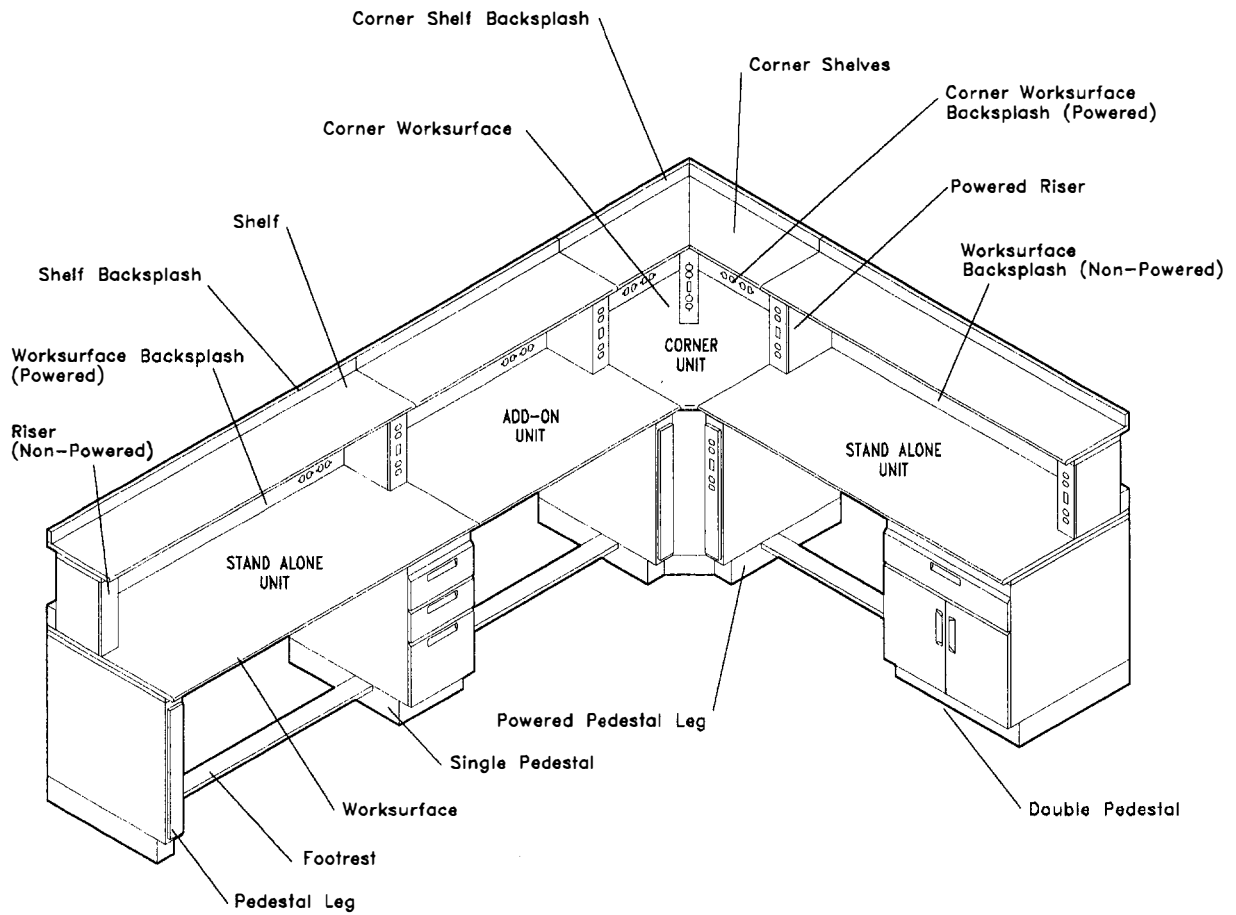 Corner Shelf Backsplash
Corner Shelves
Corner Worksurface
Backsplash (Powered)
Corner Worksurface
Powered Riser
Shelf
Worksurface
Backsplash (Non-Powered)
Shelf Backsplash
Worksurface Backsplash
(Powered)
CORNER
UNIT
Riser
(Non-Powered)
ADD-ON
UNIT
STAND ALONE
UNIT
STAND ALONE
UNIT
Powered Pedestal Leg
Single Pedestal
Worksurface
Double Pedestal
Footrest
Pedestal Leg